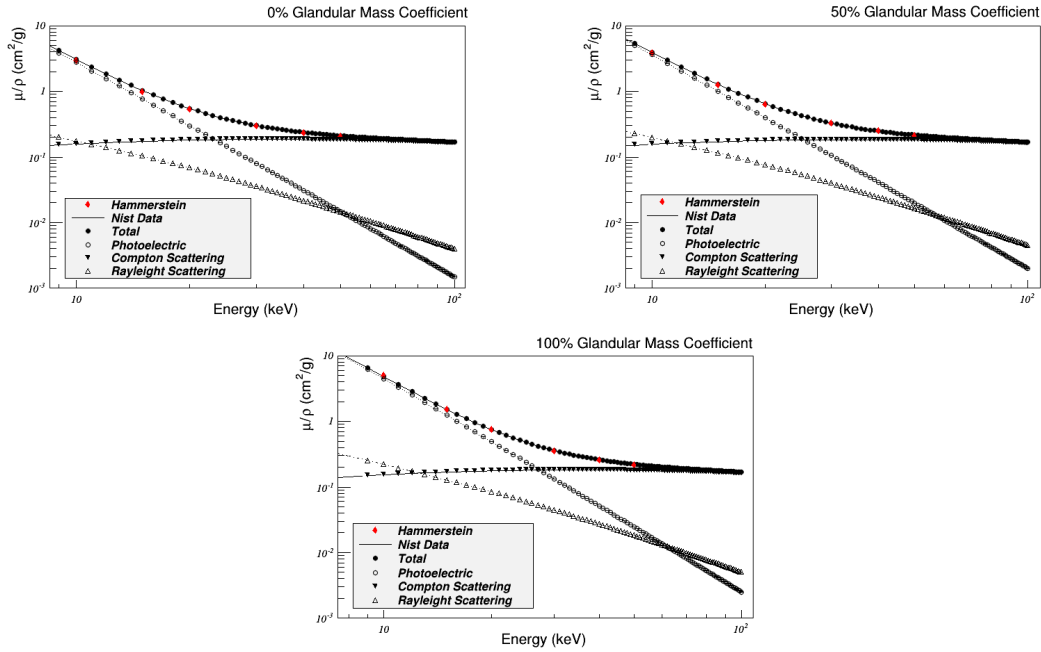 0% Glandular Mass Coefficient
μ/ρ (cm²/g)
10
1
10⁻¹
10⁻²
10⁻³
Hammerstein
Nist Data
Total
Photoelectric
Compton Scattering
Rayleight Scattering
10
10²
Energy (keV)
50% Glandular Mass Coefficient
μ/ρ (cm²/g)
10
1
10⁻¹
10⁻²
10⁻³
Hammerstein
Nist Data
Total
Photoelectric
Compton Scattering
Rayleight Scattering
10
10²
Energy (keV)
100% Glandular Mass Coefficient
μ/ρ (cm²/g)
10
1
10⁻¹
10⁻²
10⁻³
Hammerstein
Nist Data
Total
Photoelectric
Compton Scattering
Rayleight Scattering
10
10²
Energy (keV)